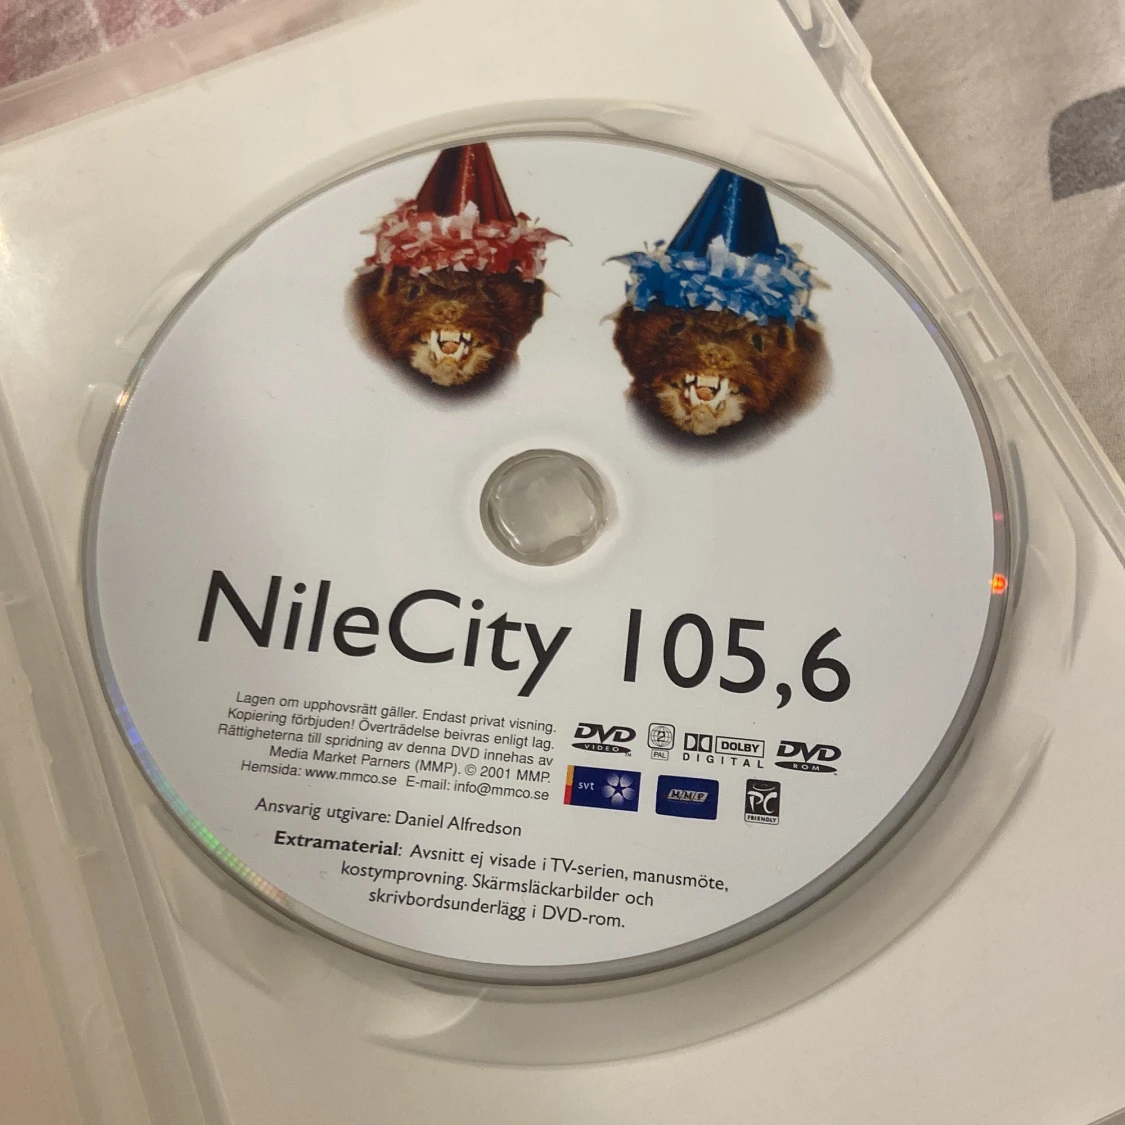 NileCity 105,6
Lagen om upphovsrätt gäller. Endast privat visning.
Kopiering förbjuden! Överträdelse beivras enligt lag.
Rättigheterna till spridning av denna DVD innehas av
Media Market Parners (MMP). © 2001 MMP.
Hemsida: www.mmco.se E-mail: info@mmco.se
DVD
VIDEO
2
PAL
DOLBY
DIGITAL
DVD
ROM
svt
MMP
PC
FRIENDLY
Ansvarig utgivare: Daniel Alfredson
Extramaterial: Avsnitt ej visade i TV-serien, manusmöte,
kostymprovning. Skärmsläckarbilder och
skrivbordsunderlägg i DVD-rom.